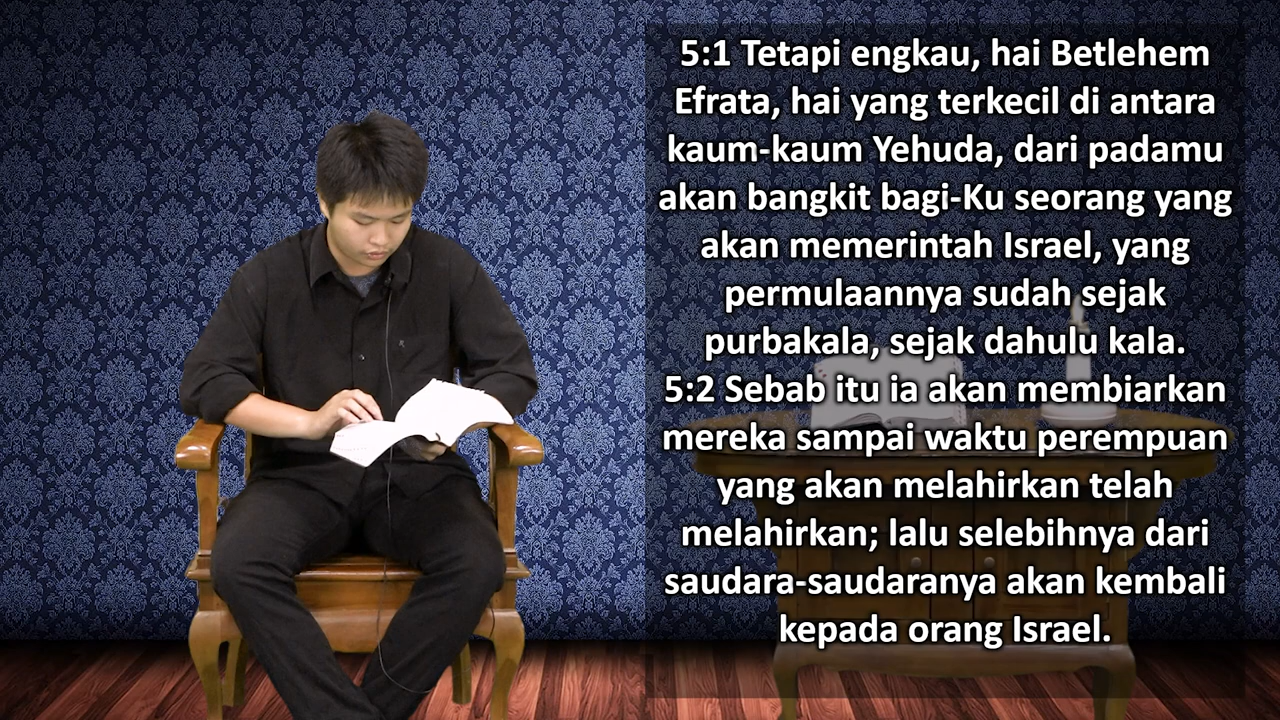 5:1 Tetapi engkau, hai Betlehem
Efrata, hai yang terkecil di antara
kaum-kaum Yehuda, dari padamu
akan bangkit bagi-Ku seorang yang
akan memerintah Israel, yang
permulaannya sudah sejak
purbakala, sejak dahulu kala.
5:2 Sebab itu ia akan membiarkan
mereka sampai waktu perempuan
yang akan melahirkan telah
melahirkan; lalu selebihnya dari
saudara-saudaranya akan kembali
kepada orang Israel.